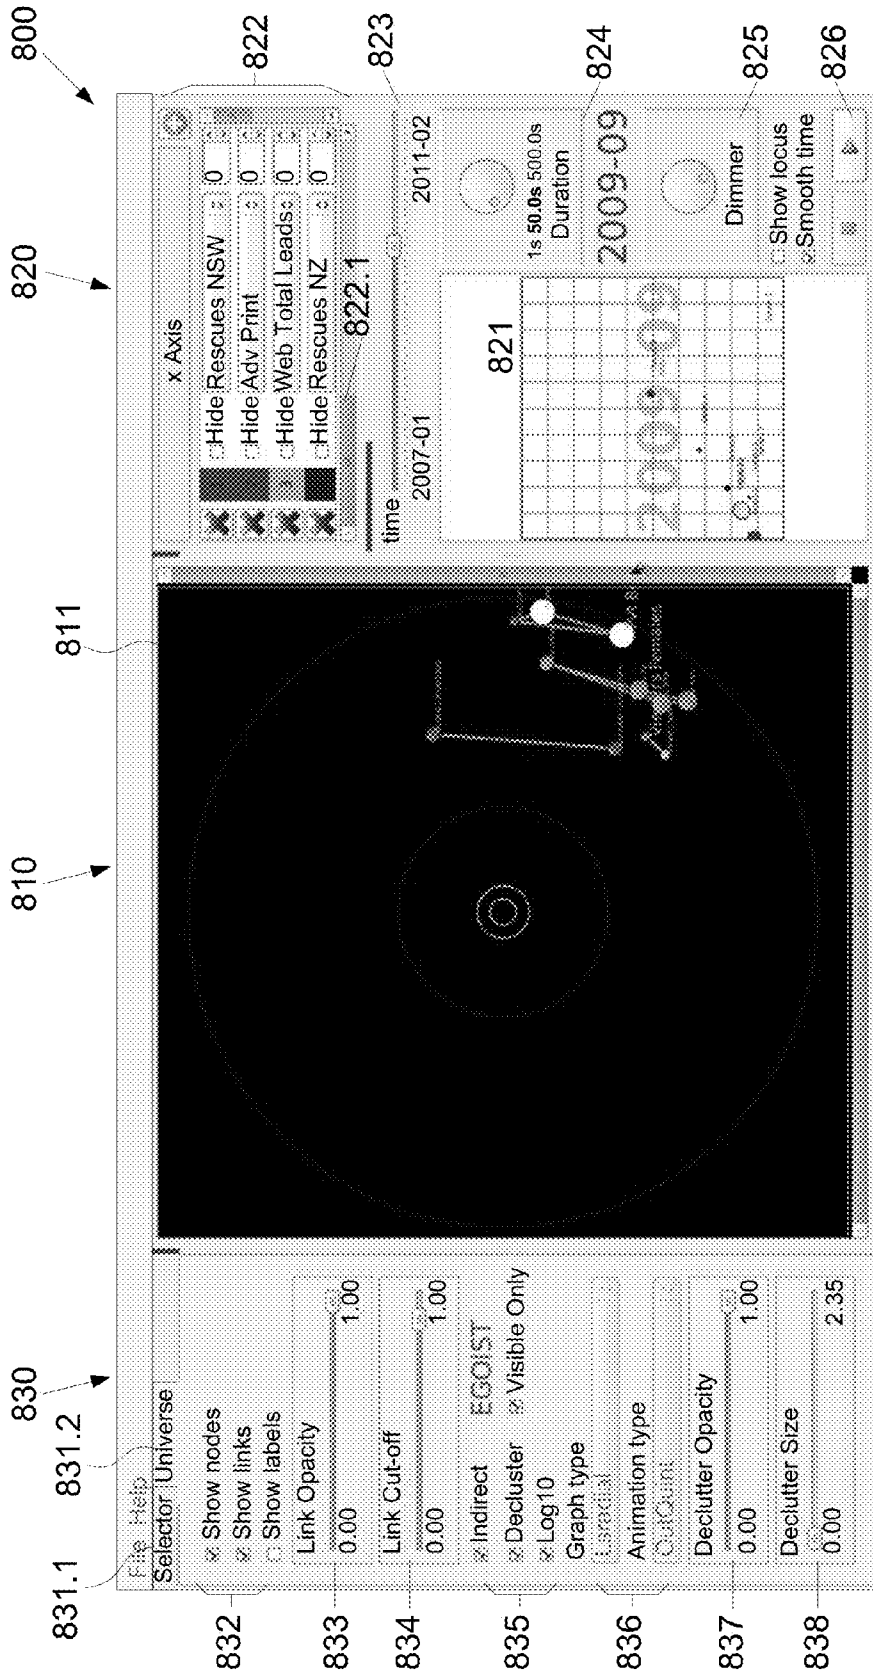 800
820
810
830
File Help
831.1
Selector
831.2
Universe
832
Show nodes
Show links
Show labels
833
Link Opacity
0.00
1.00
834
Link Cut-off
0.00
1.00
835
Indirect
EGOIST
Decluster
Visible Only
Log10
836
Graph type
Animation type
837
Declutter Opacity
0.00
1.00
838
Declutter Size
0.00
2.35
811
x Axis
822
Hide Rescues NSW 0
Hide Adv Print 0
Hide Web Total Leads 0
Hide Rescues NZ 0
822.1
823
time
2007-01
2011-02
821
2009-09
824
1s 50.0s 500.0s
Duration
2009-09
825
Dimmer
Show locus
Smooth time
826